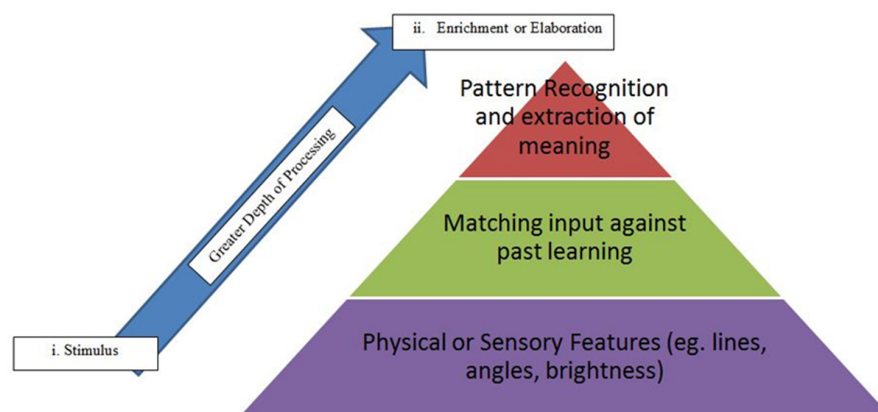 ii. Enrichment or Elaboration
Pattern Recognition
and extraction of
meaning
Greater Depth of Processing
Matching input against
past learning
i. Stimulus
Physical or Sensory Features (eg. lines,
angles, brightness)